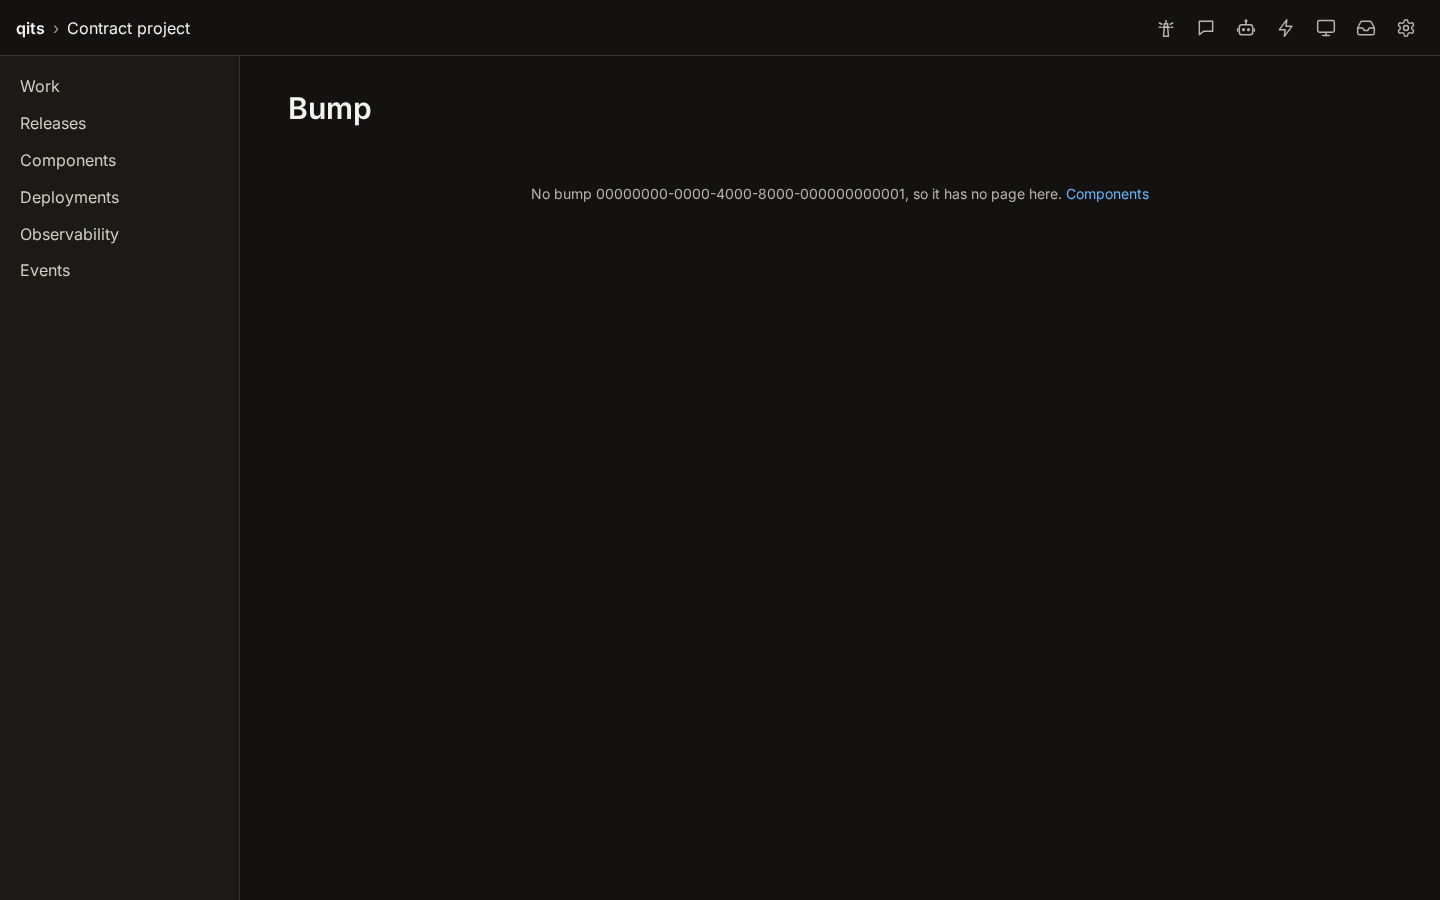 qits › Contract project
Work
Releases
Components
Deployments
Observability
Events
Bump
No bump 00000000-0000-4000-8000-000000000001, so it has no page here. Components